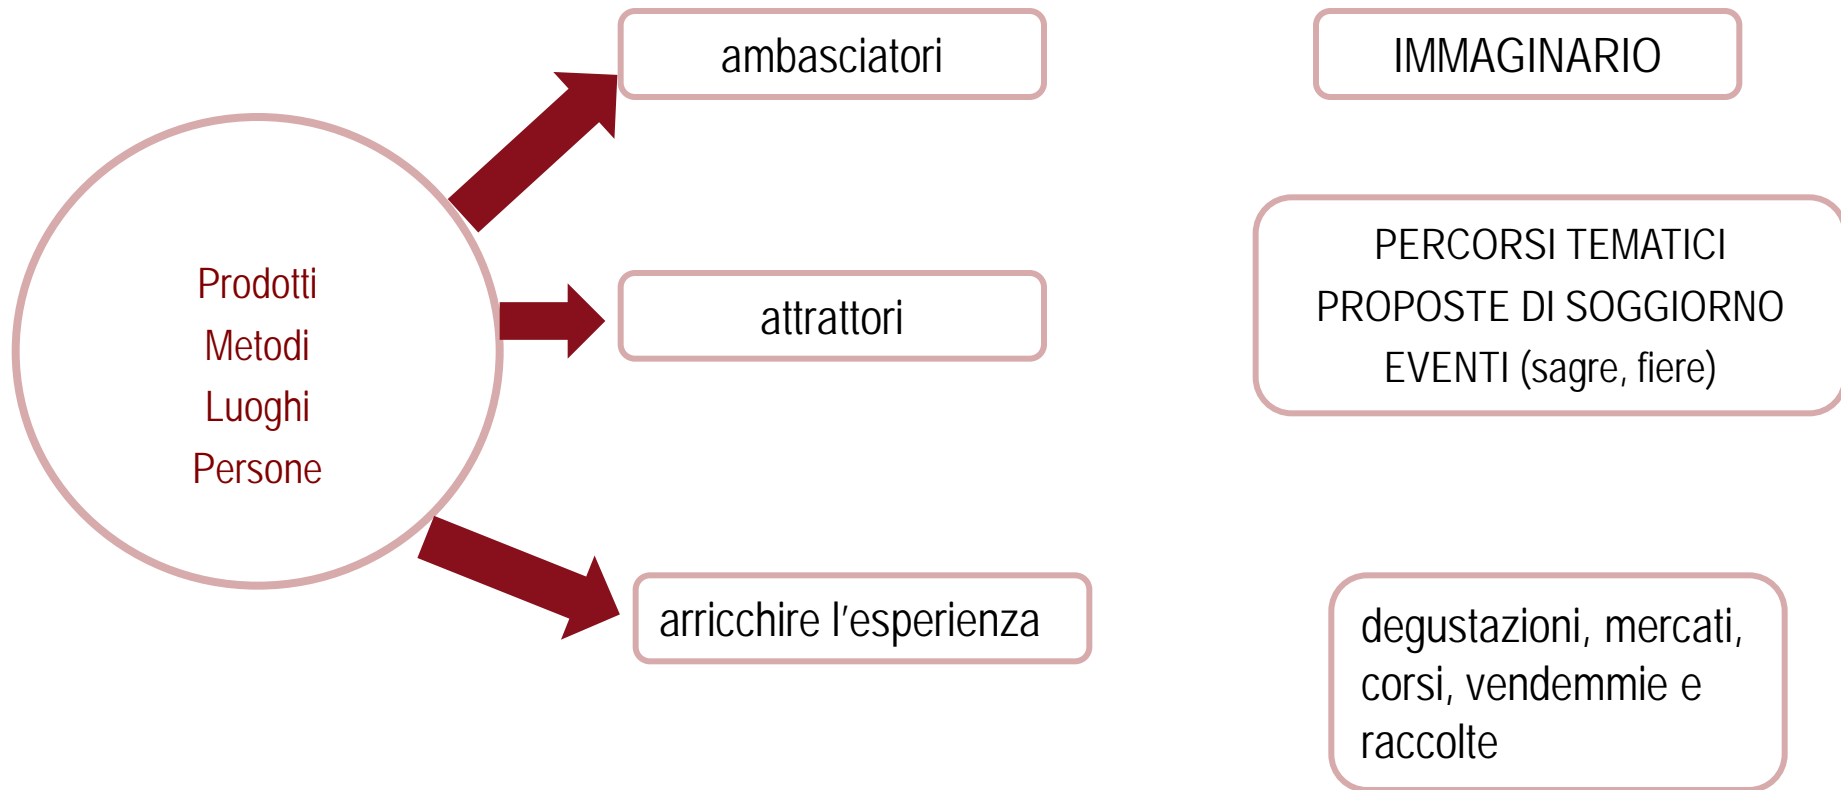 ambasciatori
IMMAGINARIO
Prodotti
Metodi
Luoghi
Persone
attrattori
PERCORSI TEMATICI
PROPOSTE DI SOGGIORNO
EVENTI (sagre, fiere)
arricchire l'esperienza
degustazioni, mercati,
corsi, vendemmie e
raccolte